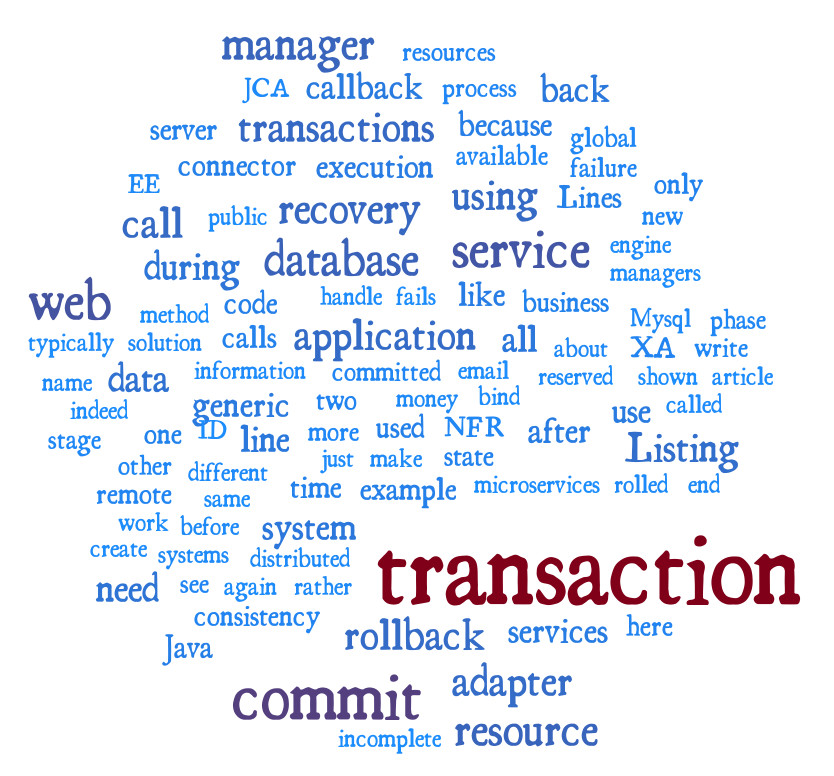 manager resources
JCA callback process back
server transactions because global
connector execution available failure
EE using Lines only
call public recovery new
during database service engine
managers
web method code handle fails like business
typically solution calls application all about Mysql phase
XA write
name data information committed email reserved shown article
indeed generic two money bind use called
stage one ID line more used NFR after Listing
other different just make state
remote same time example microservices rolled end
work before system
create systems distributed transaction
need see again rather
consistency rollback services here
Java
commit adapter
incomplete resource